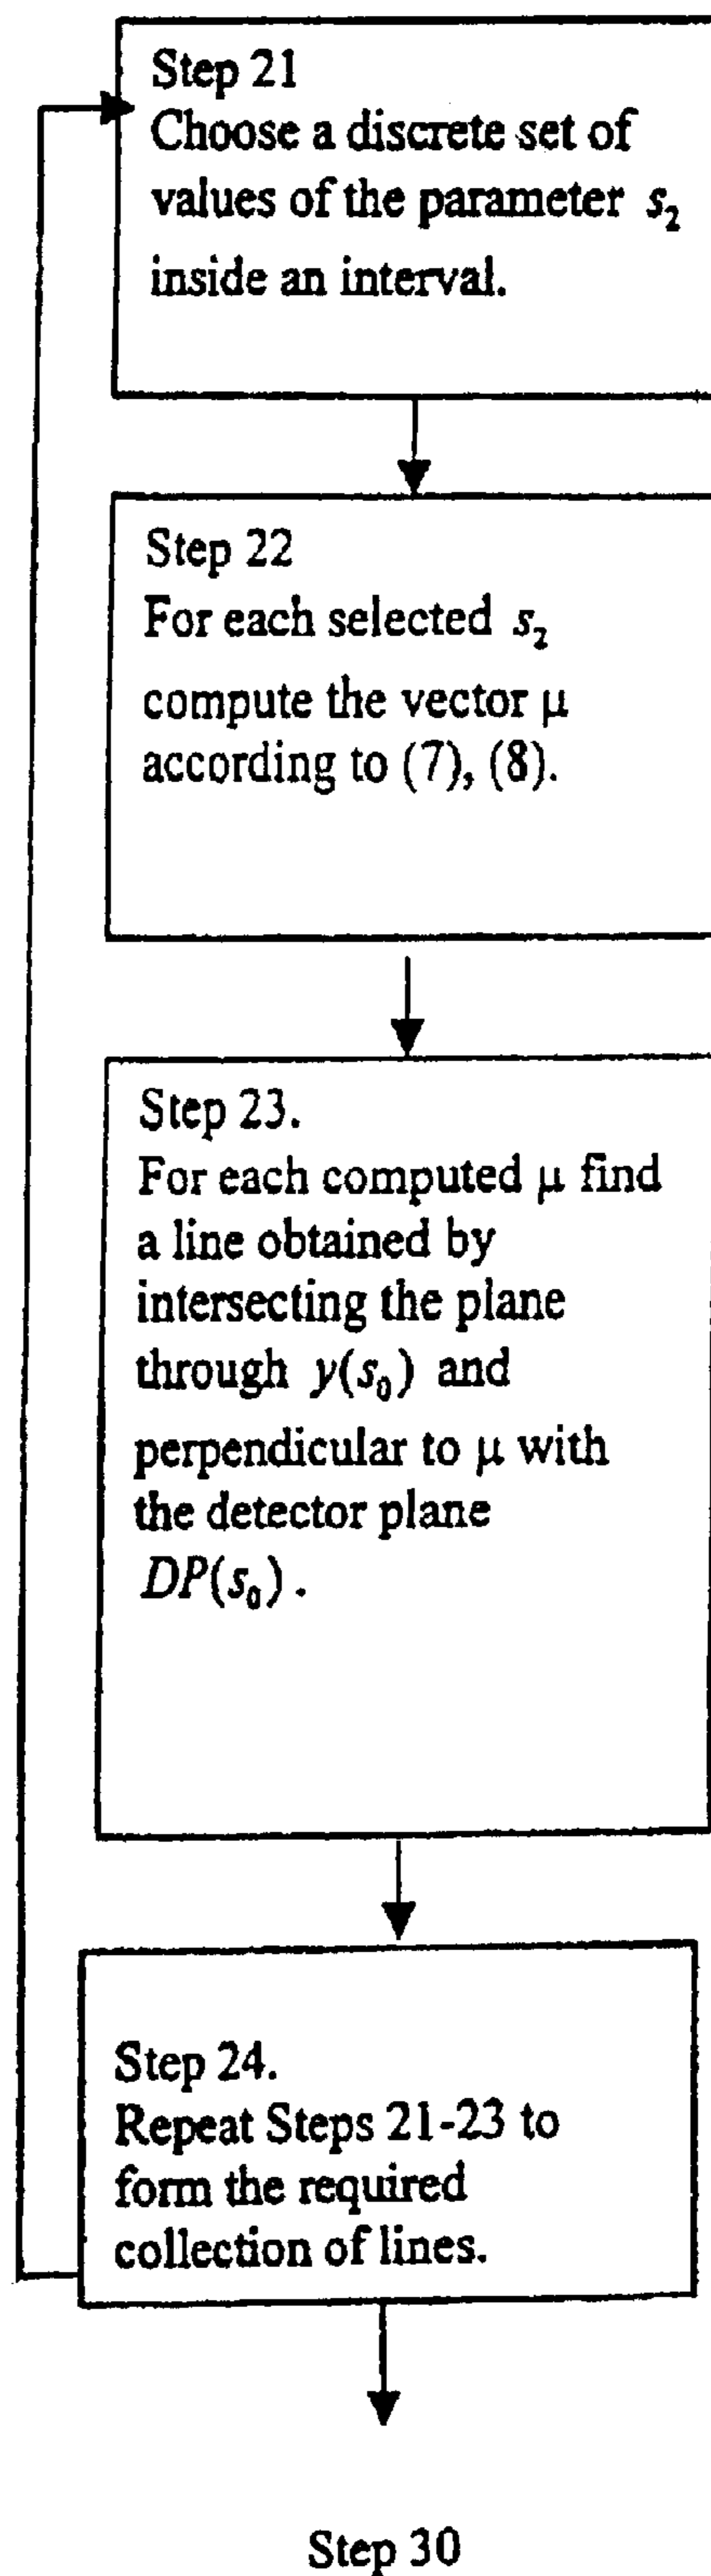 Step 21
Choose a discrete set of
values of the parameter s₂
inside an interval.
Step 22
For each selected s₂
compute the vector μ
according to (7), (8).
Step 23.
For each computed μ find
a line obtained by
intersecting the plane
through y(s₀) and
perpendicular to μ with
the detector plane
DP(s₀).
Step 24.
Repeat Steps 21-23 to
form the required
collection of lines.
Step 30